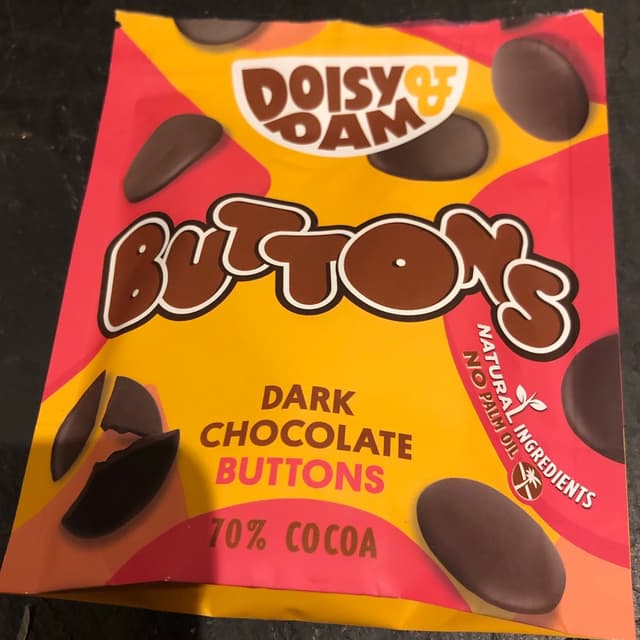 DOISY &
DAM
BUTTONS
DARK
CHOCOLATE
BUTTONS
70% COCOA
NATURAL INGREDIENTS
NO PALM OIL